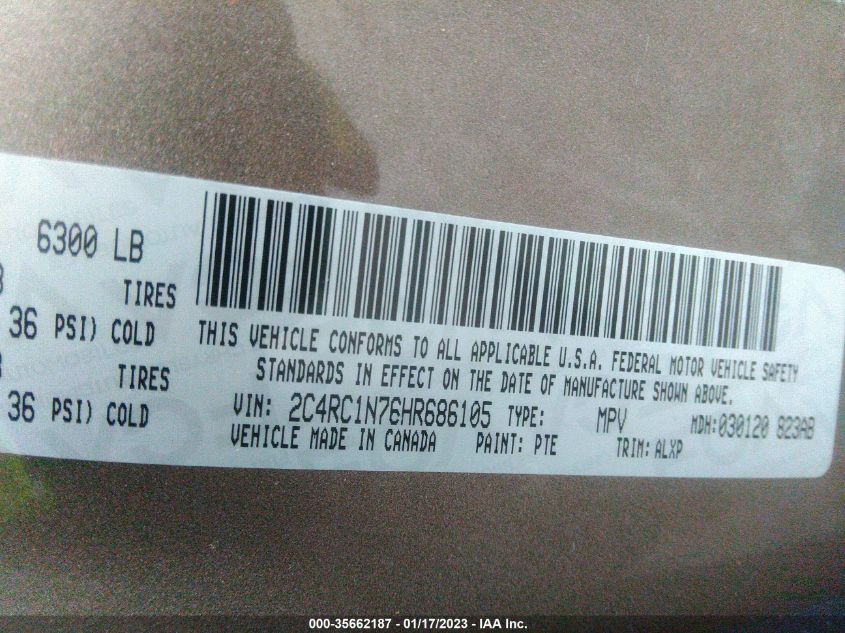 6300 LB
TIRES
36 PSI) COLD
TIRES
36 PSI) COLD
THIS VEHICLE CONFORMS TO ALL APPLICABLE U.S.A. FEDERAL MOTOR VEHICLE SAFETY
STANDARDS IN EFFECT ON THE DATE OF MANUFACTURE SHOWN ABOVE.
VIN: 2C4RC1N76HR686105 TYPE: MPV MDH:030120 823AB
VEHICLE MADE IN CANADA PAINT: PTE TRIM: ALXP
000-35662187 - 01/17/2023 - IAA Inc.